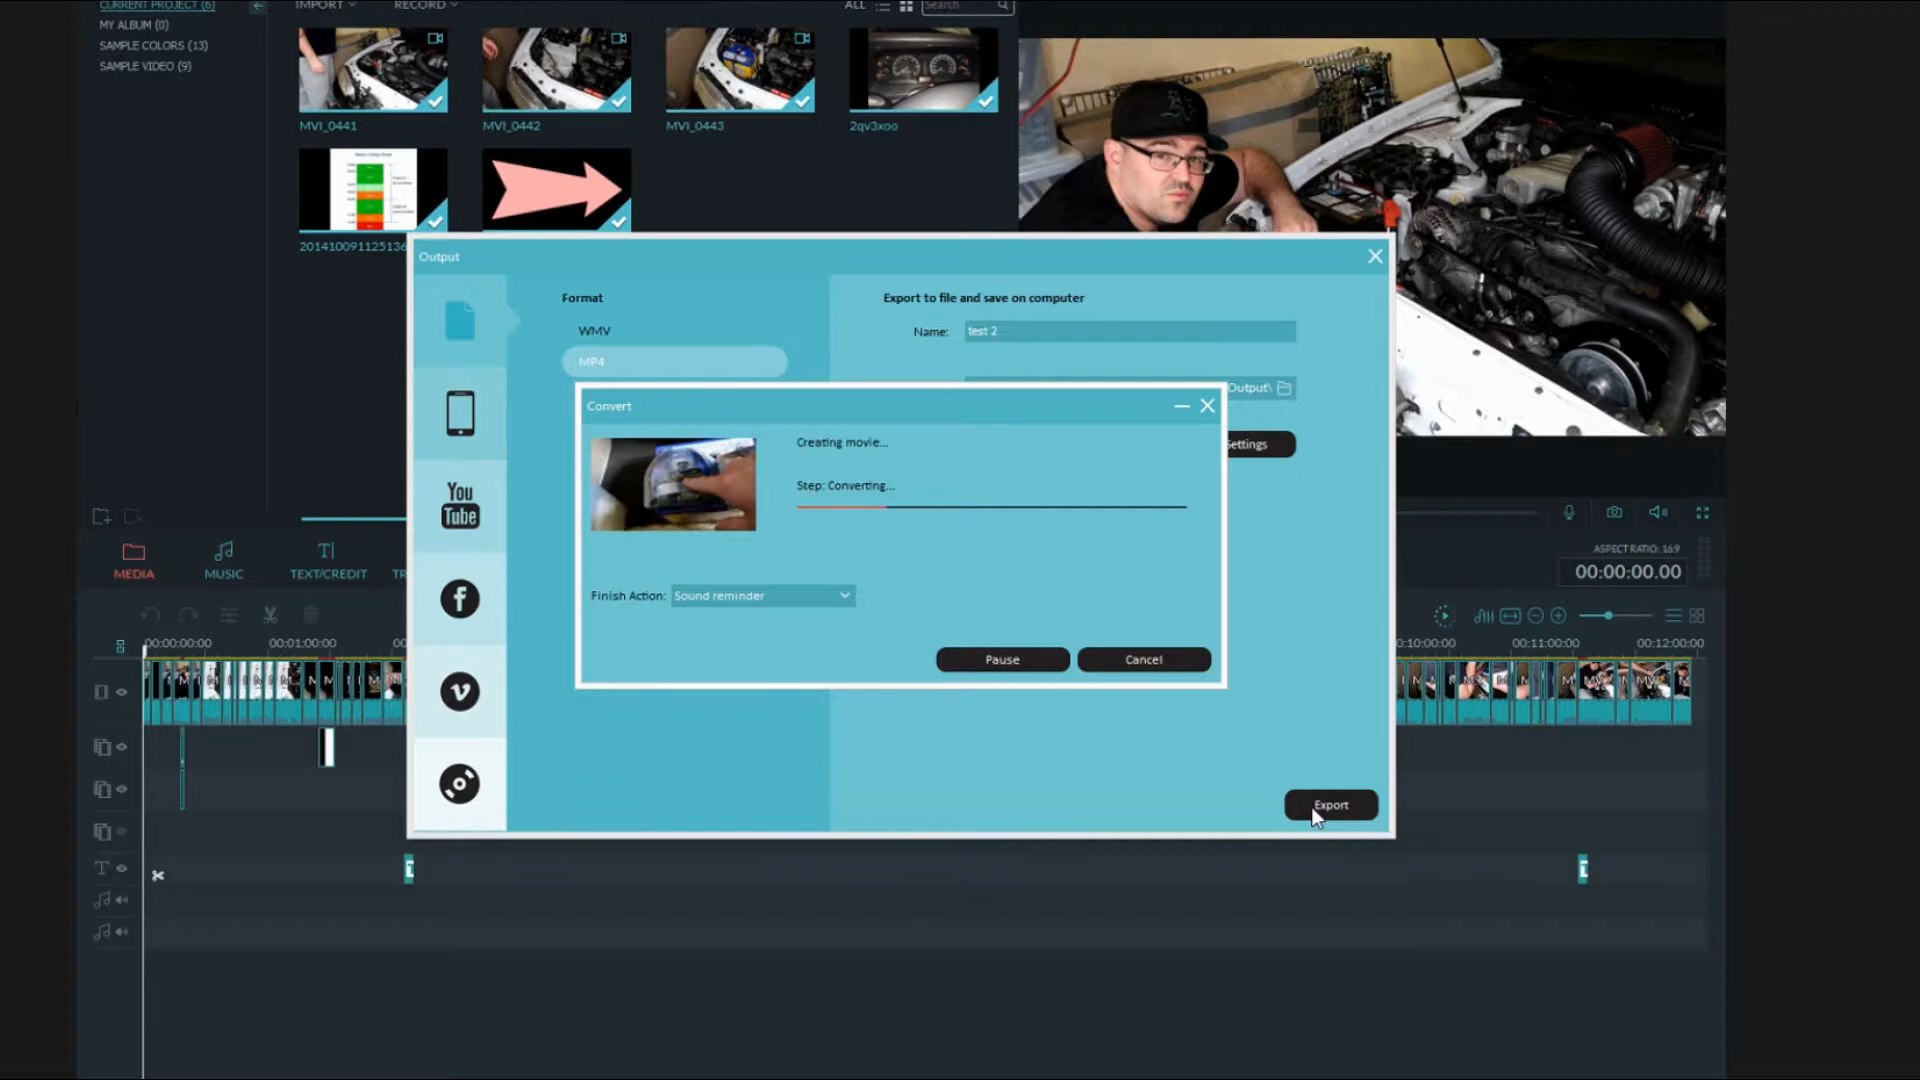 CURRENT PROJECT (6)
IMPORT
RECORD
ALL
Search
MY ALBUM (0)
SAMPLE COLORS (13)
SAMPLE VIDEO (9)
MVI_0441
MVI_0442
MVI_0443
2qv3xoo
201410091125136
Output
Format
WMV
MP4
Export to file and save on computer
Name: test 2
Output\
Settings
Convert
Creating movie...
Step: Converting...
Finish Action: Sound reminder
Pause
Cancel
Export
You
Tube
MEDIA
MUSIC
TEXT/CREDIT
TR
ASPECT RATIO: 16:9
00:00:00.00
00:00:00:00
00:01:00:00
00
0:10:00:00
00:11:00:00
00:12:00:00